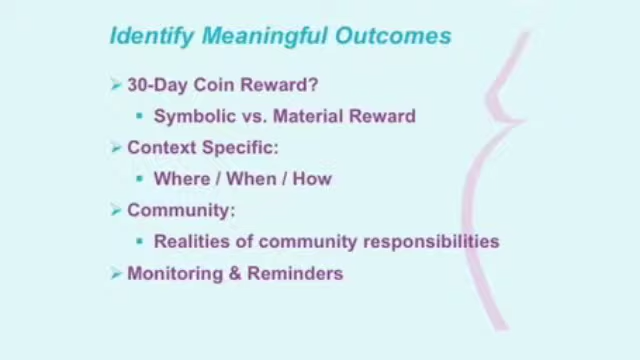 Identify Meaningful Outcomes
30-Day Coin Reward?
Symbolic vs. Material Reward
Context Specific:
Where / When / How
Community:
Realities of community responsibilities
Monitoring & Reminders